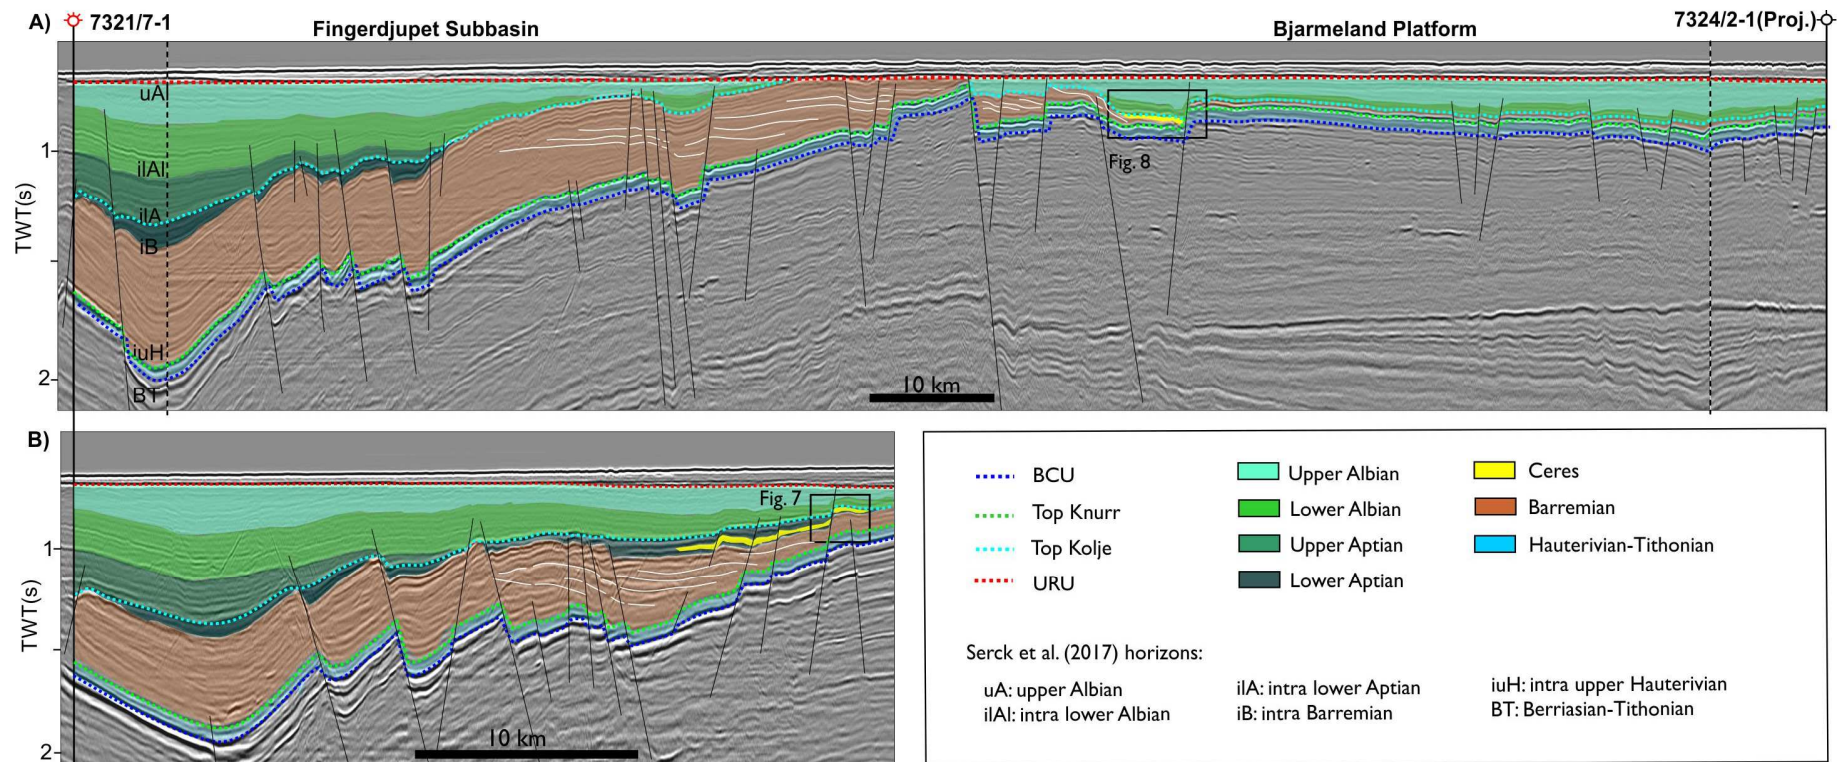 A) 7321/7-1 Fingerdjupet Subbasin Bjarmeland Platform 7324/2-1(Proj.)
uA
1
ilAl
Fig. 8
ilA
iB
TWT(s)
iuH
2
BT
10 km
B)
Fig. 7
1
TWT(s)
2
10 km
BCU Upper Albian Ceres
Top Knurr Lower Albian Barremian
Top Kolje Upper Aptian Hauterivian-Tithonian
URU Lower Aptian
Serck et al. (2017) horizons:
uA: upper Albian ilA: intra lower Aptian iuH: intra upper Hauterivian
ilAl: intra lower Albian iB: intra Barremian BT: Berriasian-Tithonian